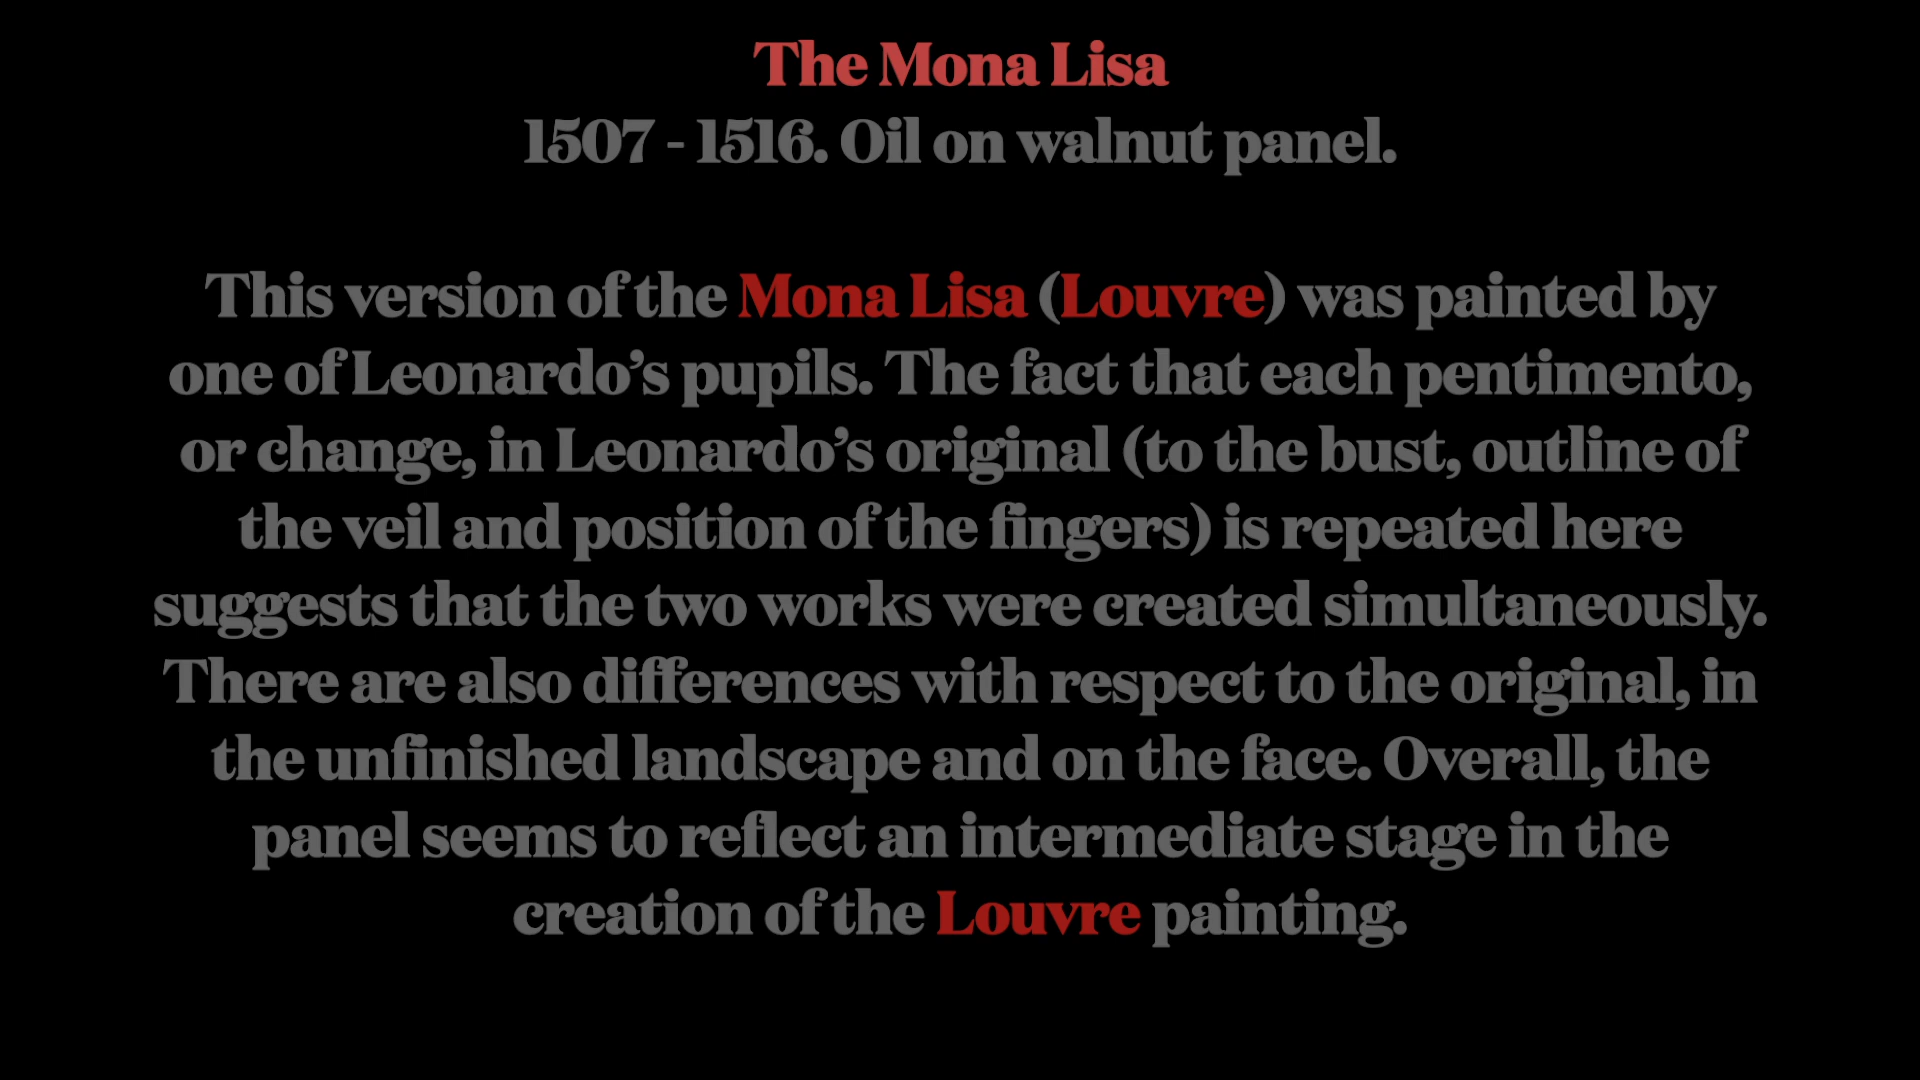 The Mona Lisa
1507 - 1516. Oil on walnut panel.
This version of the Mona Lisa (Louvre) was painted by
one of Leonardo’s pupils. The fact that each pentimento,
or change, in Leonardo’s original (to the bust, outline of
the veil and position of the fingers) is repeated here
suggests that the two works were created simultaneously.
There are also differences with respect to the original, in
the unfinished landscape and on the face. Overall, the
panel seems to reflect an intermediate stage in the
creation of the Louvre painting.